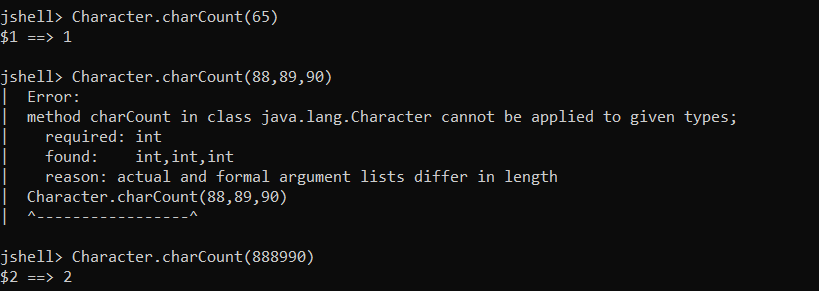 jshell> Character.charCount(65)
$1 ==> 1
jshell> Character.charCount(88,89,90)
|  Error:
|  method charCount in class java.lang.Character cannot be applied to given types;
|    required: int
|    found:    int,int,int
|    reason: actual and formal argument lists differ in length
|  Character.charCount(88,89,90)
|  ^-----------------^
jshell> Character.charCount(888990)
$2 ==> 2